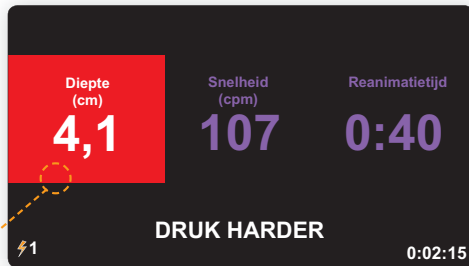 Diepte
(cm)
4,1
Snelheid
(cpm)
107
Reanimatietijd
0:40
DRUK HARDER
1
0:02:15